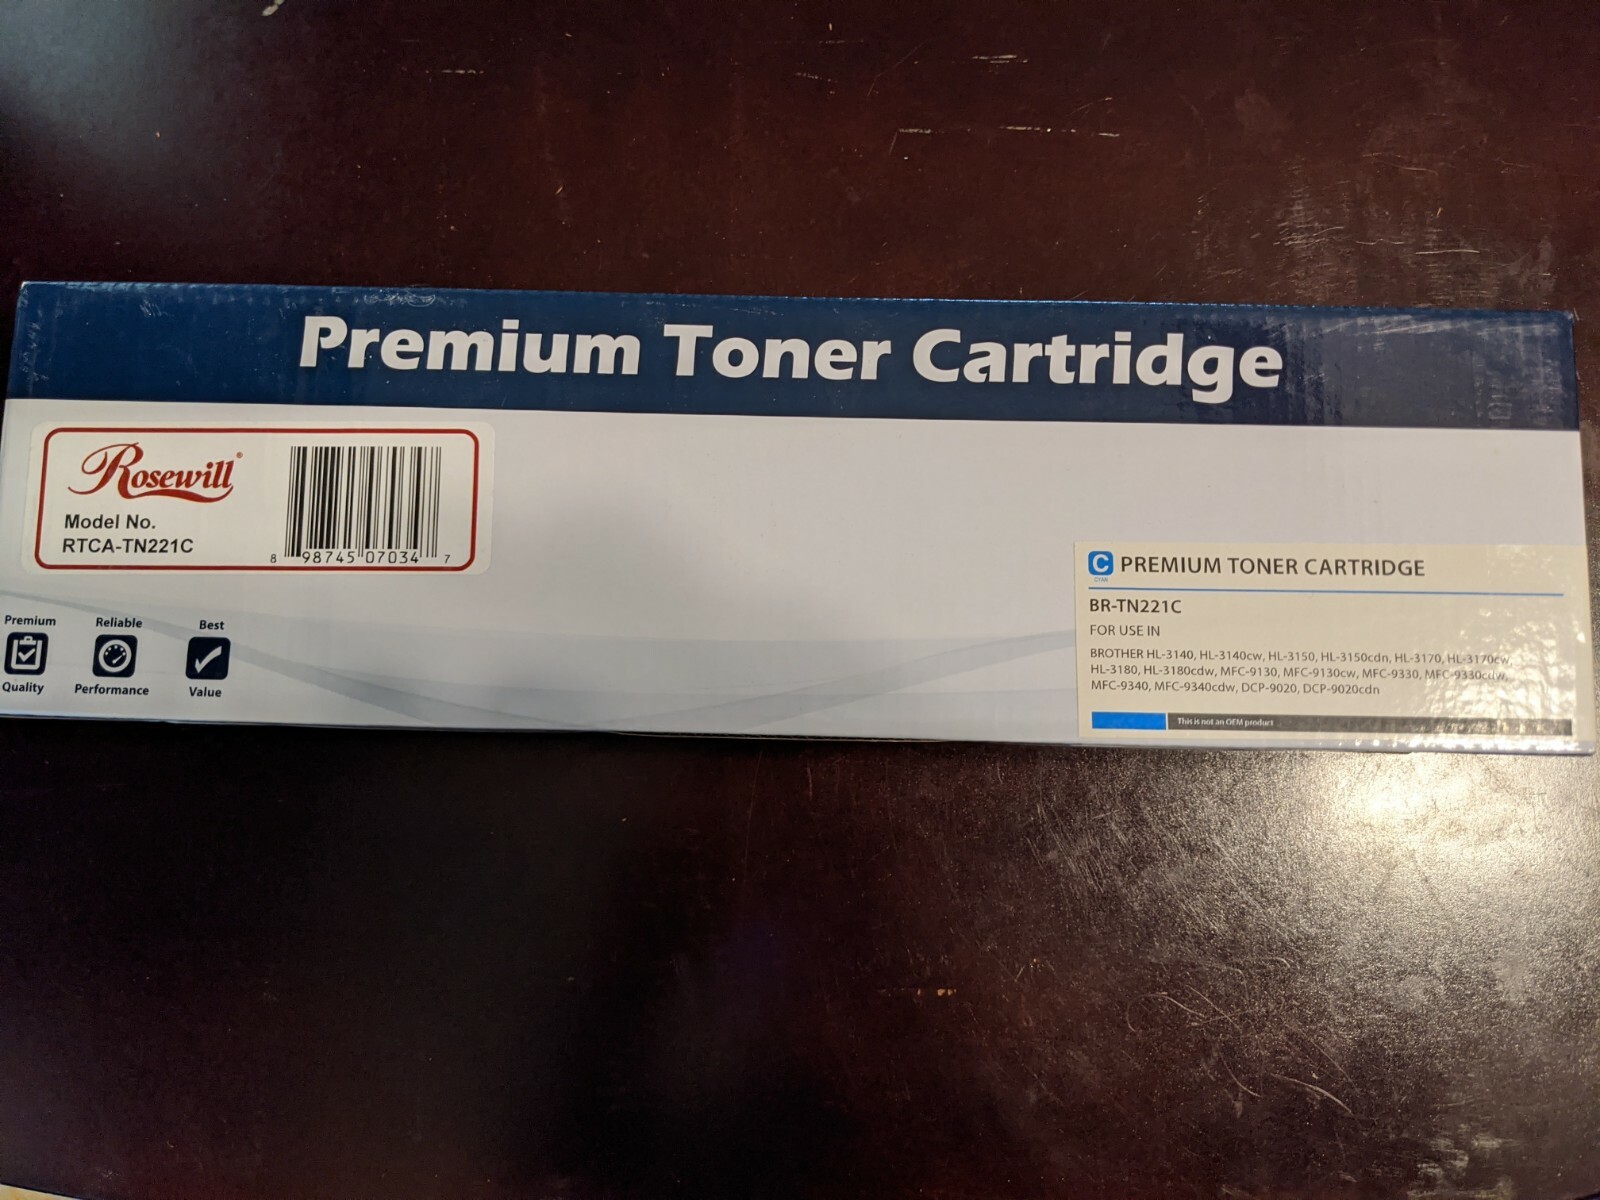 Premium Toner Cartridge
Rosewill®
Model No.
RTCA-TN221C
8 98745 07034 7
Premium
Quality
Reliable
Performance
Best
Value
C PREMIUM TONER CARTRIDGE
CYAN
BR-TN221C
FOR USE IN
BROTHER HL-3140, HL-3140cw, HL-3150, HL-3150cdn, HL-3170, HL-3170cw,
HL-3180, HL-3180cdw, MFC-9130, MFC-9130cw, MFC-9330, MFC-9330cdw,
MFC-9340, MFC-9340cdw, DCP-9020, DCP-9020cdn
This is not an OEM product